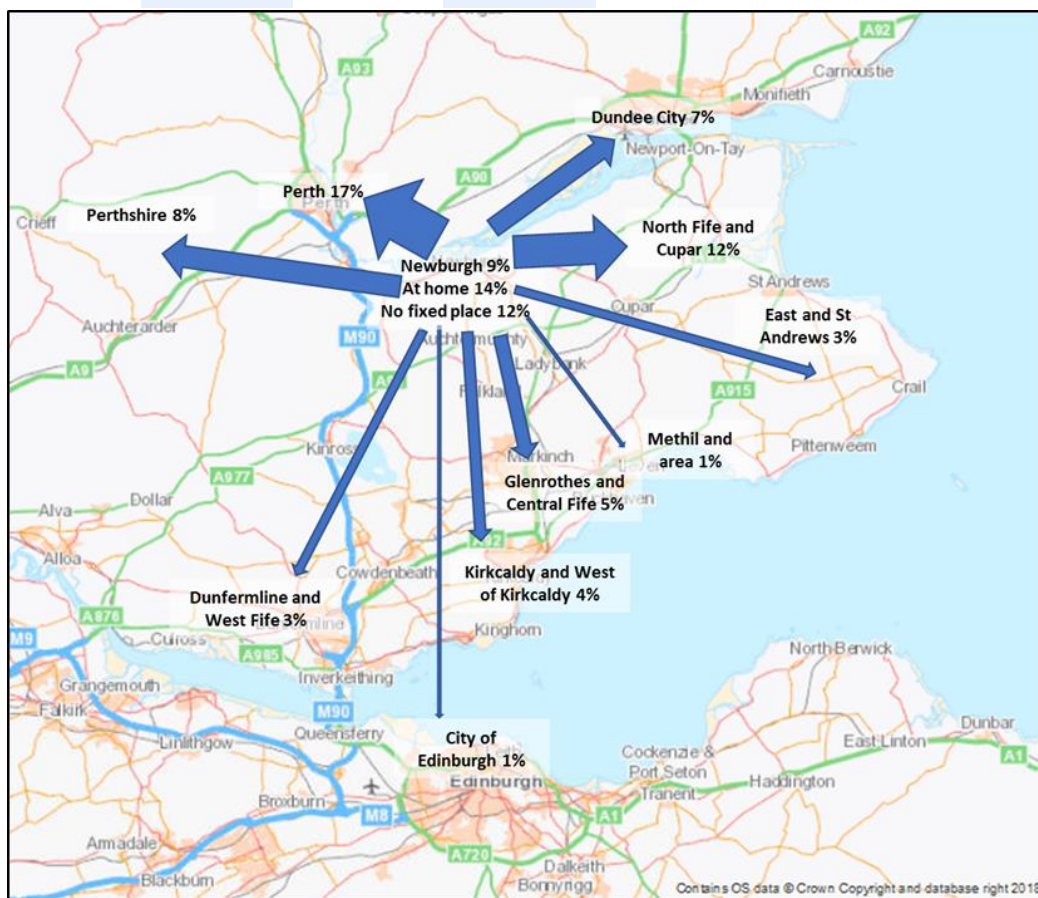 A92
Carnoustie
Monifieth
A93
Dundee City 7%
Newport-On-Tay
A90
Perth 17%
Perth
Crieff
Perthshire 8%
North Fife and
Cupar 12%
St Andrews
Newburgh 9%
At home 14%
No fixed place 12%
Cupar
East and St
Andrews 3%
Auchterarder
M90
A9
Auchtermuchty
Ladybank
Falkland
A915
Crail
Pittenweem
Kinross
Markinch
Methil and
area 1%
Leven
Glenrothes and
Central Fife 5%
Buckhaven
A977
Dollar
Alva
Alloa
A92
Cowdenbeath
Kirkcaldy and West
of Kirkcaldy 4%
Dunfermline and
West Fife 3%
Kinghorn
A876
Culross
A985
M9
Inverkeithing
North Berwick
Grangemouth
Falkirk
M90
Queensferry
Linlithgow
City of
Edinburgh 1%
Leith
Edinburgh
Cockenzie &
Port Seton
Tranent
East Linton
Dunbar
A1
Haddington
Broxburn
M8
A1
Armadale
A720
Dalkeith
Blackburn
Bonnyrigg
Contains OS data © Crown Copyright and database right 2018